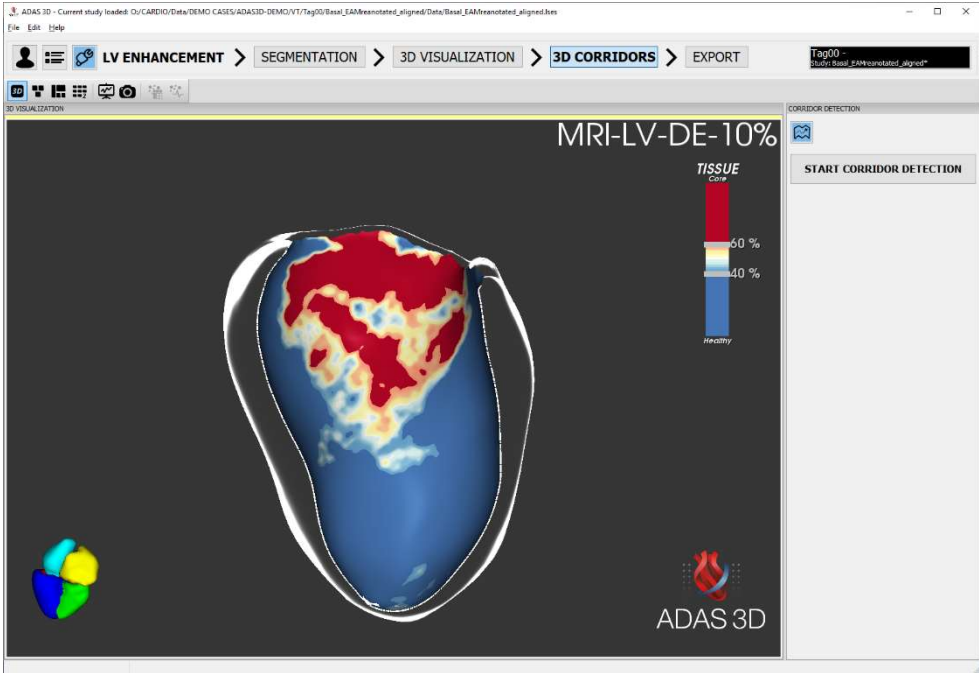 ADAS 3D - Current study loaded: O:/CARDIO/Data/DEMO CASES/ADAS3D-DEMO/VT/Tag00/Basal_EAMreanotated_aligned/Data/Basal_EAMreanotated_aligned.lses
File Edit Help
LV ENHANCEMENT SEGMENTATION 3D VISUALIZATION 3D CORRIDORS EXPORT
Tag00 -
Study: Basal_EAMreanotated_aligned*
3D
3D VISUALIZATION
CORRIDOR DETECTION
MRI-LV-DE-10%
START CORRIDOR DETECTION
TISSUE
Core
60 %
40 %
Healthy
ADAS 3D